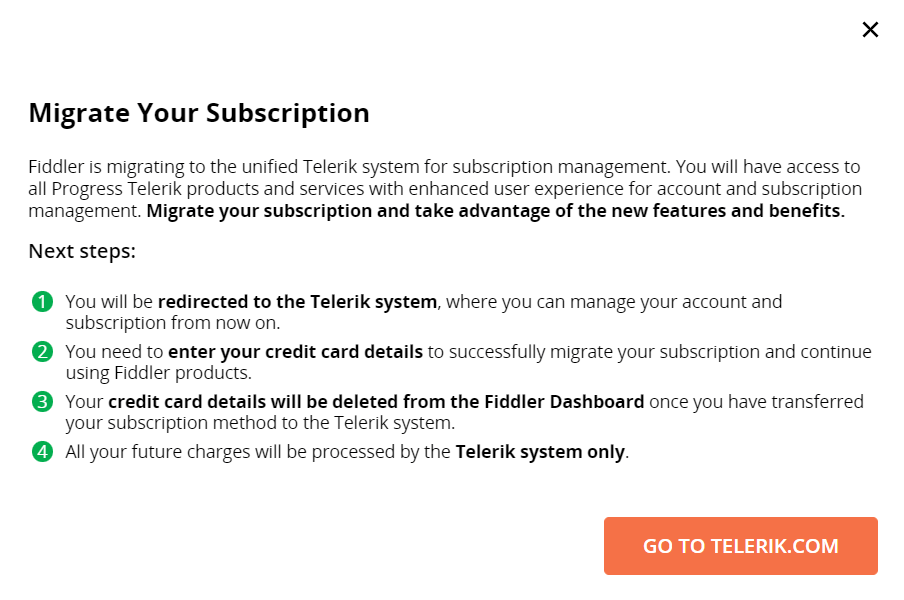 Migrate Your Subscription
Fiddler is migrating to the unified Telerik system for subscription management. You will have access to
all Progress Telerik products and services with enhanced user experience for account and subscription
management. Migrate your subscription and take advantage of the new features and benefits.
Next steps:
1 You will be redirected to the Telerik system, where you can manage your account and
subscription from now on.
2 You need to enter your credit card details to successfully migrate your subscription and continue
using Fiddler products.
3 Your credit card details will be deleted from the Fiddler Dashboard once you have transferred
your subscription method to the Telerik system.
4 All your future charges will be processed by the Telerik system only.
GO TO TELERIK.COM